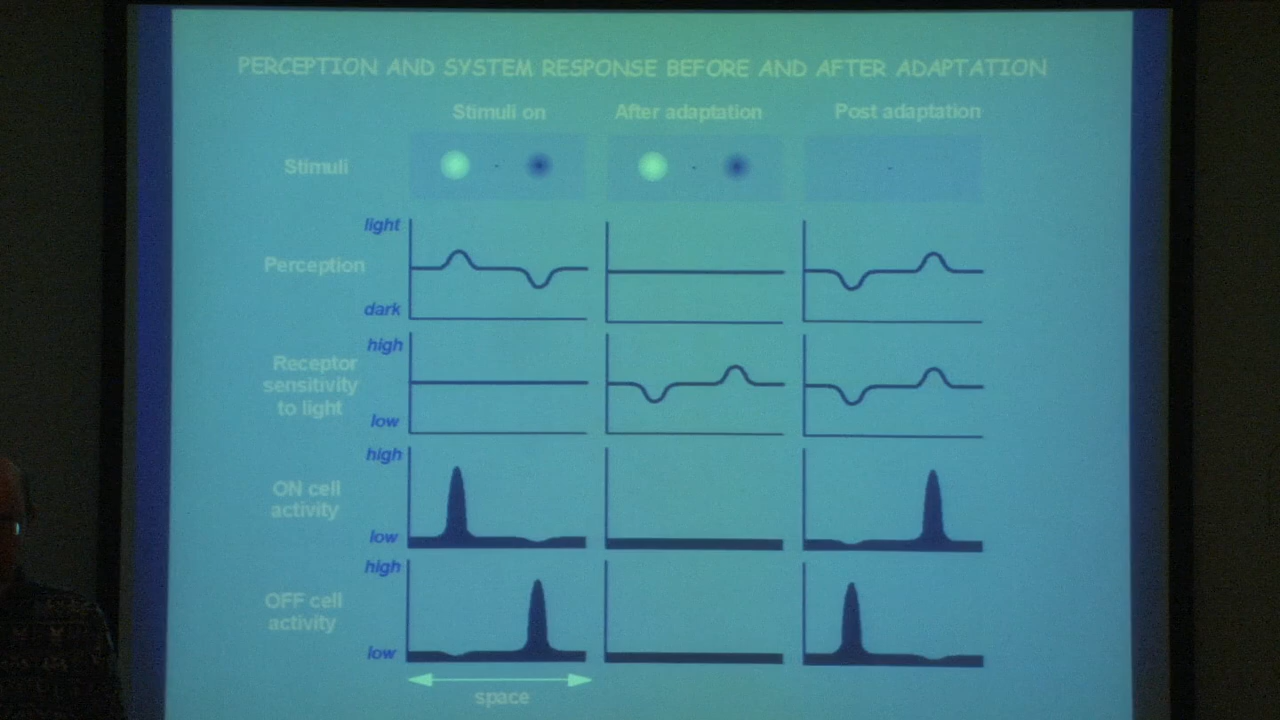 PERCEPTION AND SYSTEM RESPONSE BEFORE AND AFTER ADAPTATION
Stimuli on After adaptation Post adaptation
Stimuli
light
Perception
dark
high
Receptor
sensitivity
to light
low
high
ON cell
activity
low
high
OFF cell
activity
low
space